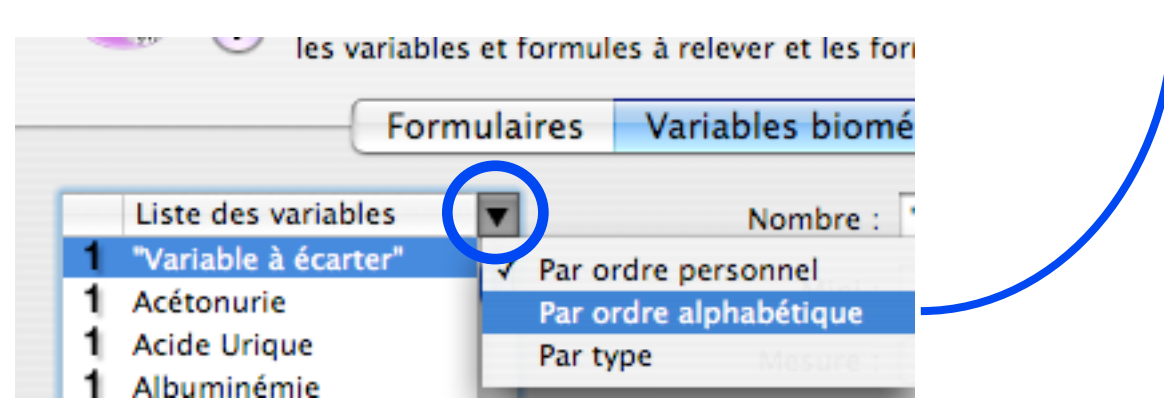 les variables et formules à relever et les for
Formulaires Variables biomé
Liste des variables ▼ Nombre : "
1 "Variable à écarter"
✓ Par ordre personnel
1 Acétonurie
Par ordre alphabétique
1 Acide Urique
Par type
Mesure :
1 Albuminémie